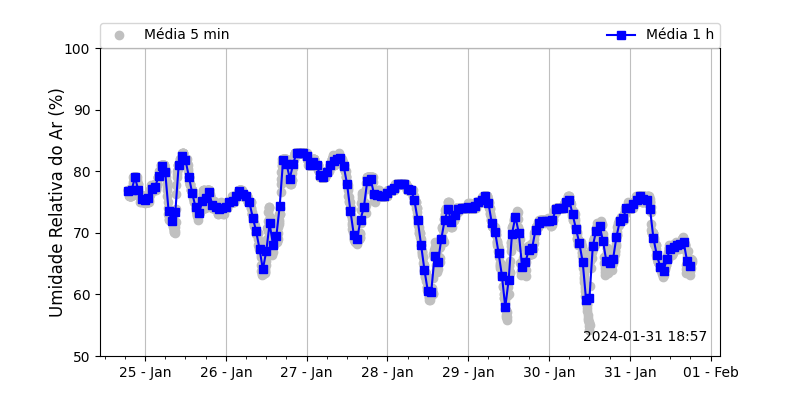 Média 5 min
Média 1 h
Umidade Relativa do Ar (%)
100
90
80
70
60
50
2024-01-31 18:57
25 - Jan
26 - Jan
27 - Jan
28 - Jan
29 - Jan
30 - Jan
31 - Jan
01 - Feb